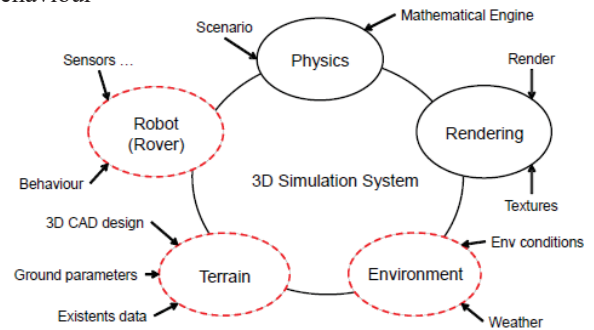 ehaviour
Mathematical Engine
Scenario
Physics
Render
Sensors ...
Robot
(Rover)
Rendering
3D Simulation System
Behaviour
Textures
3D CAD design
Env conditions
Ground parameters
Terrain
Environment
Existents data
Weather